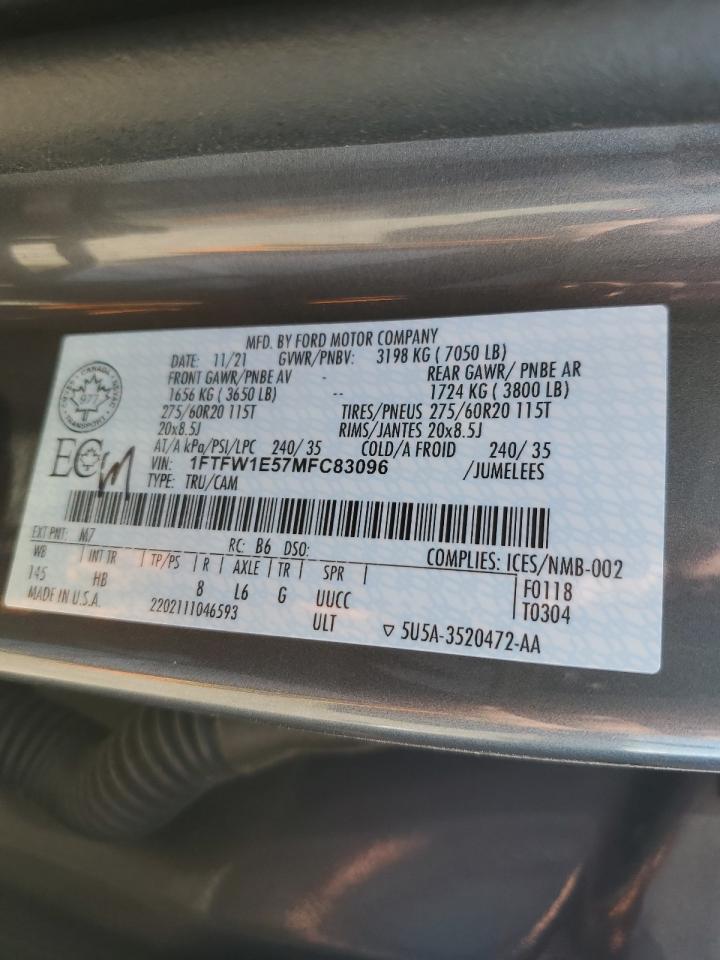 MFD. BY FORD MOTOR COMPANY
DATE: 11/21 GVWR/PNBV: 3198 KG ( 7050 LB)
FRONT GAWR/PNBE AV - REAR GAWR/ PNBE AR
1656 KG ( 3650 LB) -- 1724 KG ( 3800 LB)
275/60R20 115T TIRES/PNEUS 275/60R20 115T
20x8.5J RIMS/JANTES 20x8.5J
AT/A kPa/PSI/LPC 240/ 35 COLD/A FROID 240/ 35
VIN: 1FTFW1E57MFC83096 /JUMELEES
TYPE: TRU/CAM
CANADA
TRANSPORT
977
EC
EXT PNT: M7 RC: B6 DSO: COMPLIES: ICES/NMB-002
WB INT TR TP/PS R AXLE TR SPR F0118
145 HB 8 L6 G UUCC T0304
MADE IN U.S.A. 2202111046593 ULT 5U5A-3520472-AA